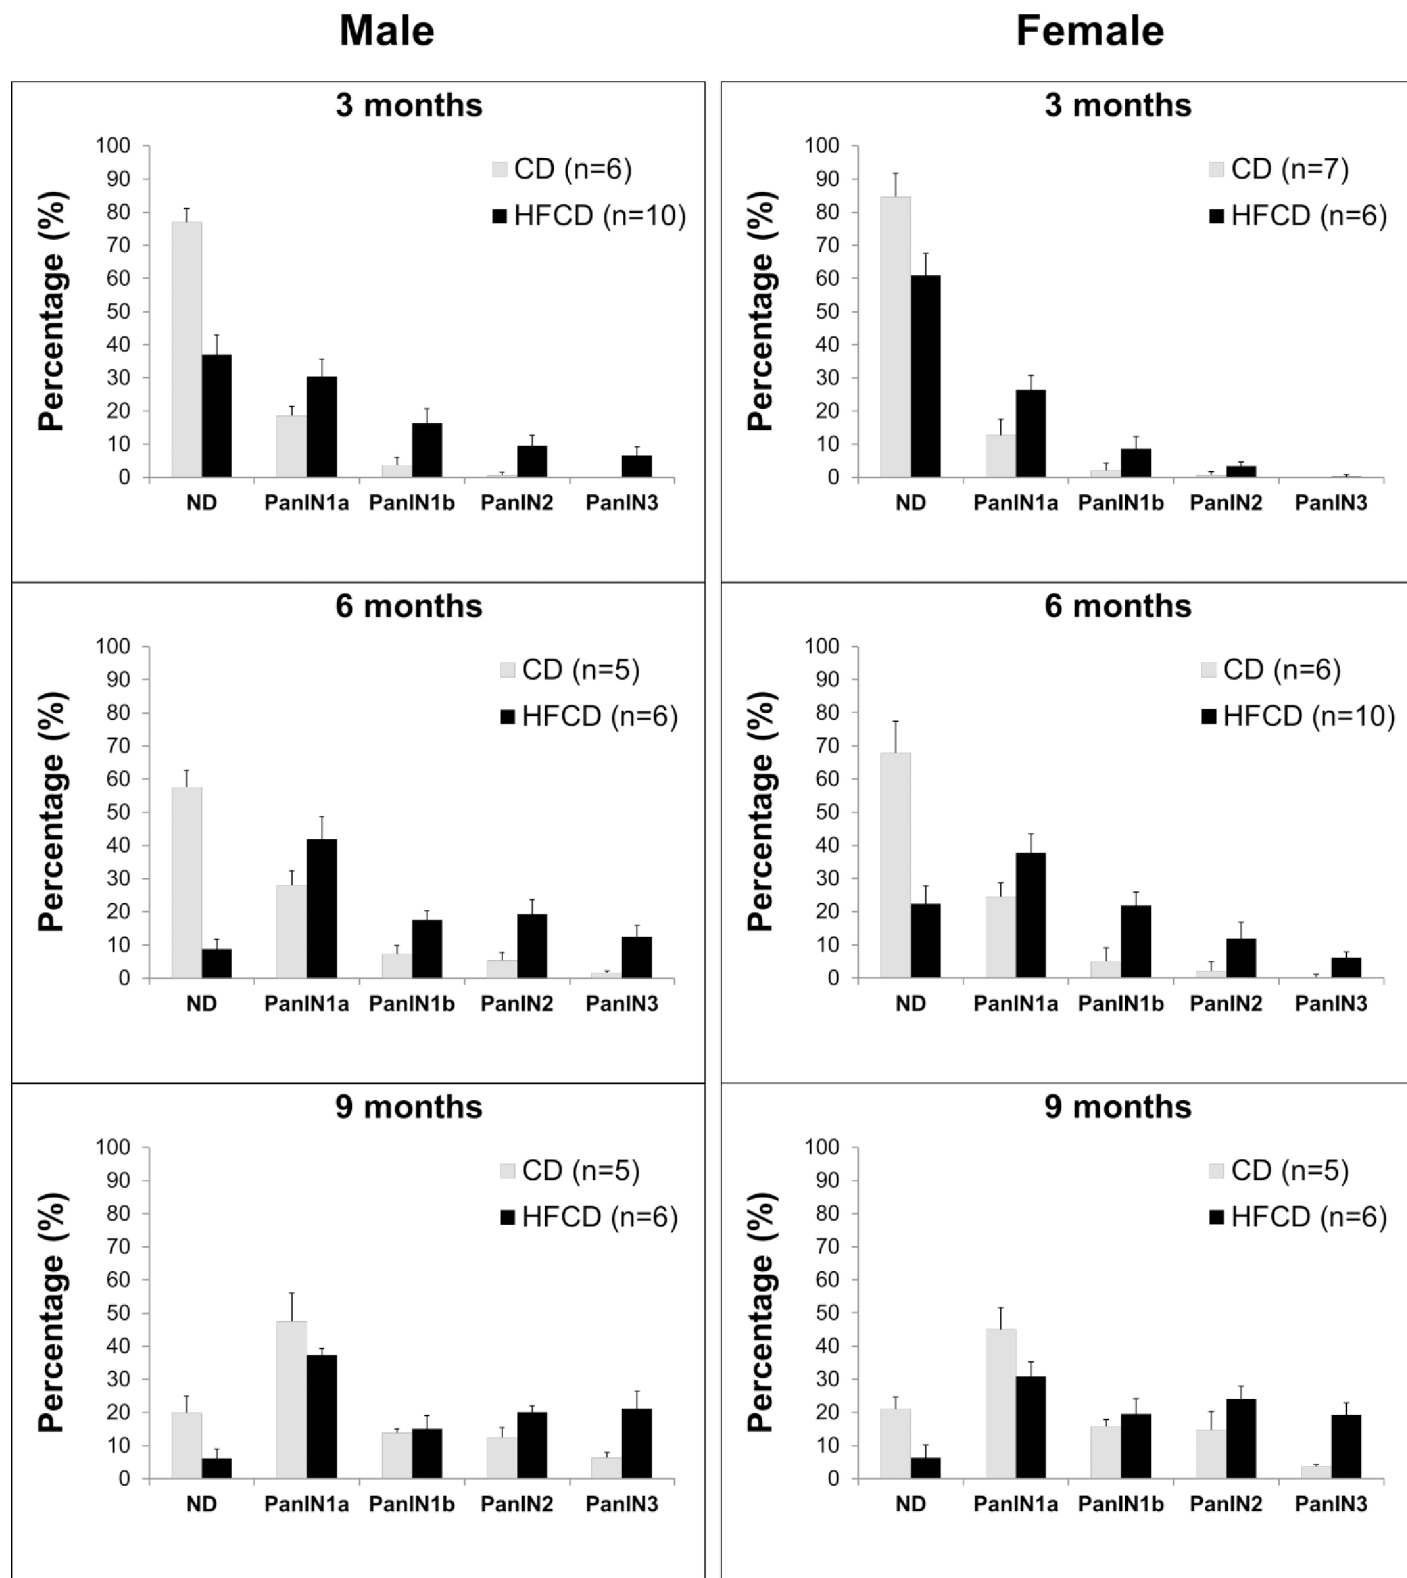 Male
Female
3 months
Percentage (%)
100
90
80
70
60
50
40
30
20
10
0
CD (n=6)
HFCD (n=10)
ND PanIN1a PanIN1b PanIN2 PanIN3
3 months
Percentage (%)
100
90
80
70
60
50
40
30
20
10
0
CD (n=7)
HFCD (n=6)
ND PanIN1a PanIN1b PanIN2 PanIN3
6 months
Percentage (%)
100
90
80
70
60
50
40
30
20
10
0
CD (n=5)
HFCD (n=6)
ND PanIN1a PanIN1b PanIN2 PanIN3
6 months
Percentage (%)
100
90
80
70
60
50
40
30
20
10
0
CD (n=6)
HFCD (n=10)
ND PanIN1a PanIN1b PanIN2 PanIN3
9 months
Percentage (%)
100
90
80
70
60
50
40
30
20
10
0
CD (n=5)
HFCD (n=6)
ND PanIN1a PanIN1b PanIN2 PanIN3
9 months
Percentage (%)
100
90
80
70
60
50
40
30
20
10
0
CD (n=5)
HFCD (n=6)
ND PanIN1a PanIN1b PanIN2 PanIN3